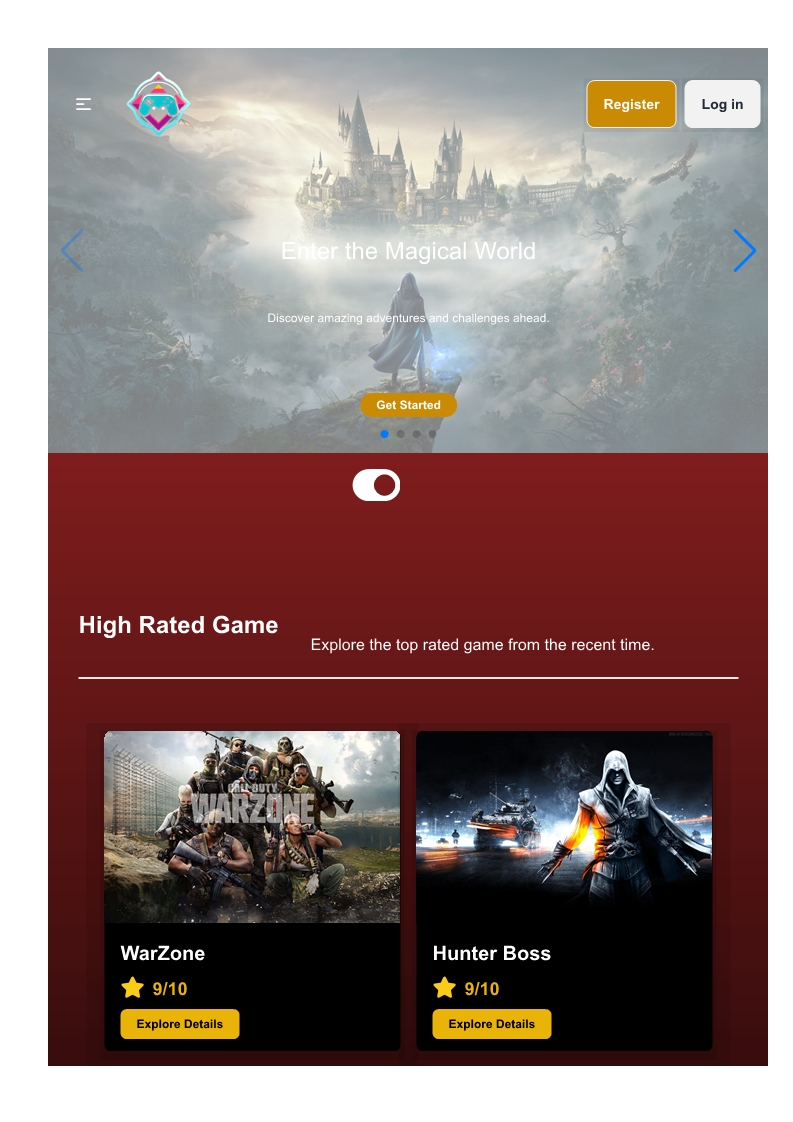 Register
Log in
Enter the Magical World
Discover amazing adventures and challenges ahead.
Get Started
High Rated Game
Explore the top rated game from the recent time.
CALL OF DUTY
WARZONE
WarZone
9/10
Explore Details
Hunter Boss
9/10
Explore Details